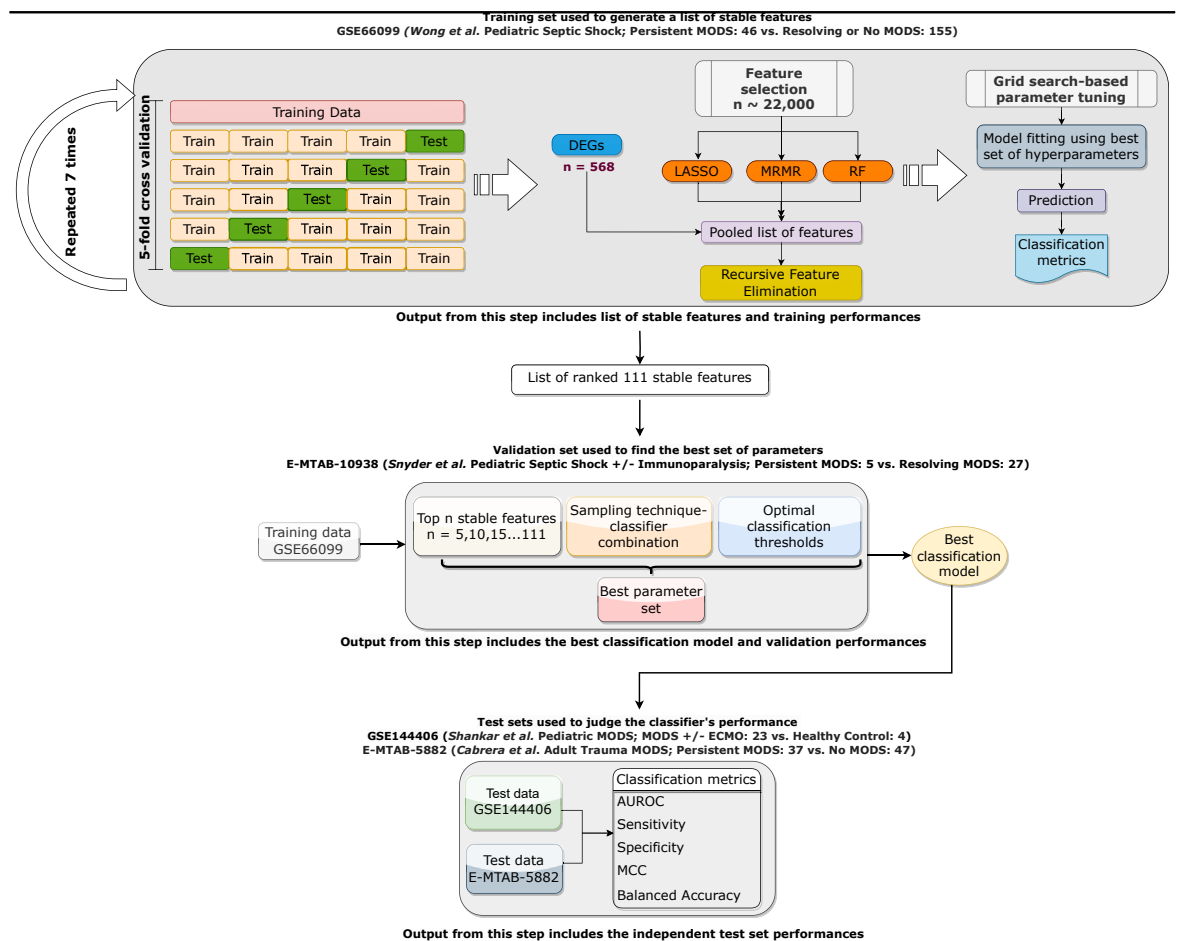 Training set used to generate a list of stable features
GSE66099 (Wong et al. Pediatric Septic Shock; Persistent MODS: 46 vs. Resolving or No MODS: 155)
Repeated 7 times
5-fold cross validation
Training Data
Train Train Train Train Test
Train Train Train Test Train
Train Train Test Train Train
Train Test Train Train Train
Test Train Train Train Train
DEGs
n = 568
Feature
selection
n ~ 22,000
LASSO
MRMR
RF
Pooled list of features
Recursive Feature
Elimination
Grid search-based
parameter tuning
Model fitting using best
set of hyperparameters
Prediction
Classification
metrics
Output from this step includes list of stable features and training performances
List of ranked 111 stable features
Validation set used to find the best set of parameters
E-MTAB-10938 (Snyder et al. Pediatric Septic Shock +/- Immunoparalysis; Persistent MODS: 5 vs. Resolving MODS: 27)
Training data
GSE66099
Top n stable features
n = 5,10,15...111
Sampling technique-
classifier
combination
Optimal
classification
thresholds
Best parameter
set
Best
classification
model
Output from this step includes the best classification model and validation performances
Test sets used to judge the classifier's performance
GSE144406 (Shankar et al. Pediatric MODS; MODS +/- ECMO: 23 vs. Healthy Control: 4)
E-MTAB-5882 (Cabrera et al. Adult Trauma MODS; Persistent MODS: 37 vs. No MODS: 47)
Test data
GSE144406
Test data
E-MTAB-5882
Classification metrics
AUROC
Sensitivity
Specificity
MCC
Balanced Accuracy
Output from this step includes the independent test set performances